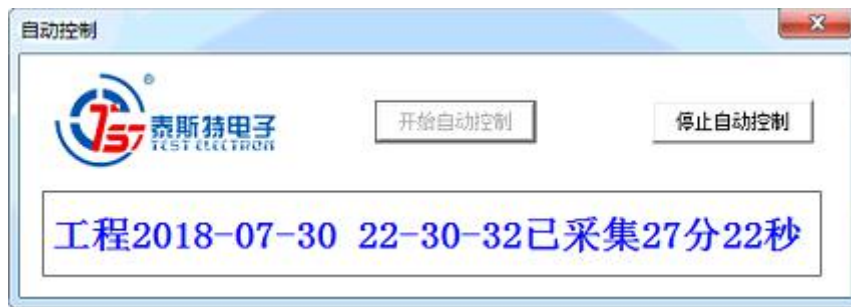 自动控制
TST
®
泰斯特电子
TEST ELECTRON
开始自动控制
停止自动控制
工程2018-07-30 22-30-32已采集27分22秒